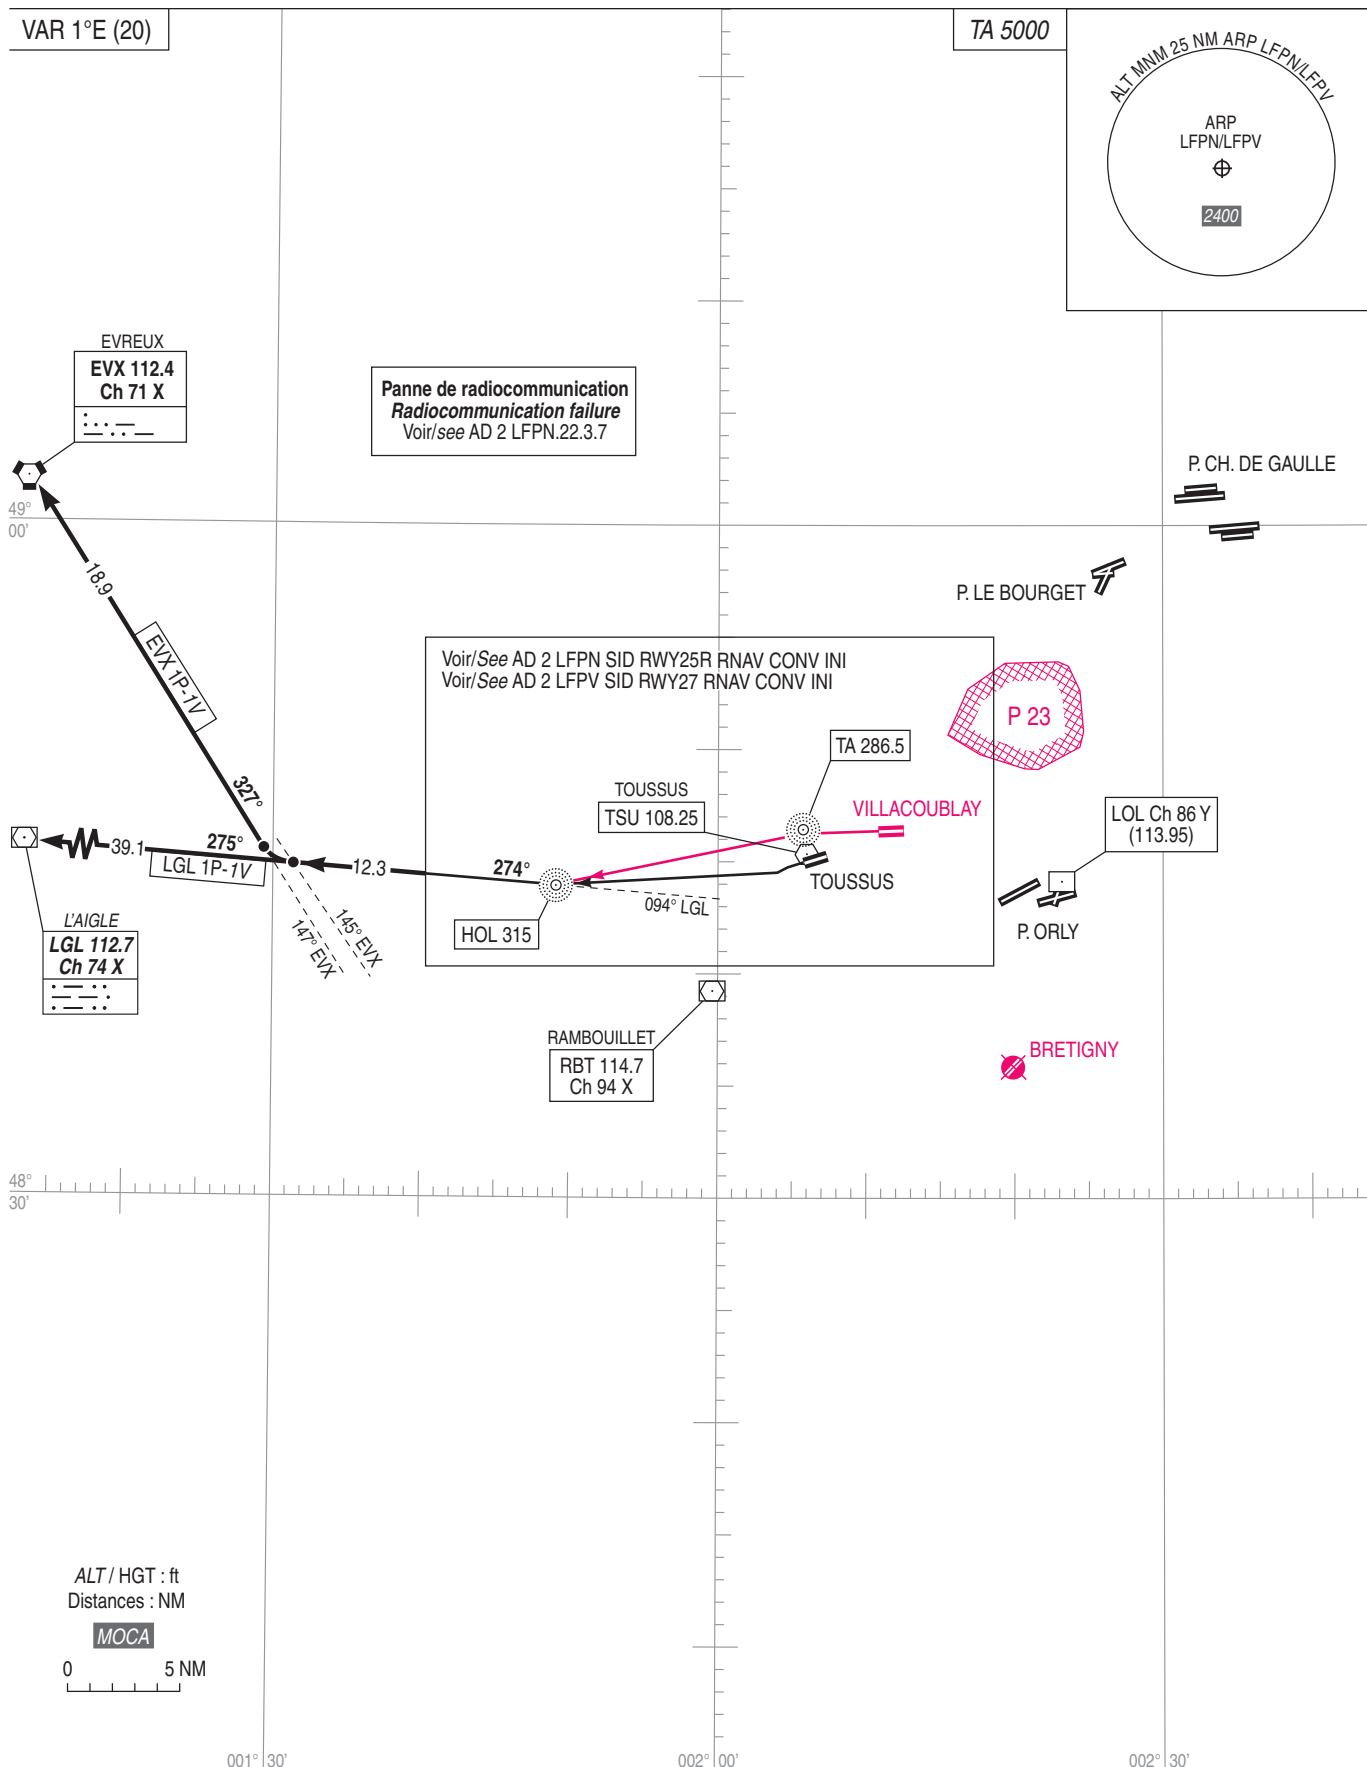 VAR 1°E (20)
TA 5000
ALT MNM 25 NM ARP LFPN/LFPV
ARP
LFPN/LFPV
2400
EVREUX
EVX 112.4
Ch 71 X
Panne de radiocommunication
Radiocommunication failure
Voir/see AD 2 LFPN.22.3.7
P. CH. DE GAULLE
49°
00'
18.9
P. LE BOURGET
EVX 1P-1V
Voir/See AD 2 LFPN SID RWY25R RNAV CONV INI
Voir/See AD 2 LFPV SID RWY27 RNAV CONV INI
P 23
TA 286.5
327°
TOUSSUS
TSU 108.25
VILLACOUBLAY
LOL Ch 86 Y
(113.95)
39.1
275°
LGL 1P-1V
12.3
274°
TOUSSUS
094° LGL
145° EVX
147° EVX
HOL 315
P. ORLY
L'AIGLE
LGL 112.7
Ch 74 X
RAMBOUILLET
RBT 114.7
Ch 94 X
BRETIGNY
48°
30'
ALT / HGT : ft
Distances : NM
MOCA
0 5 NM
001° 30'
002° 00'
002° 30'